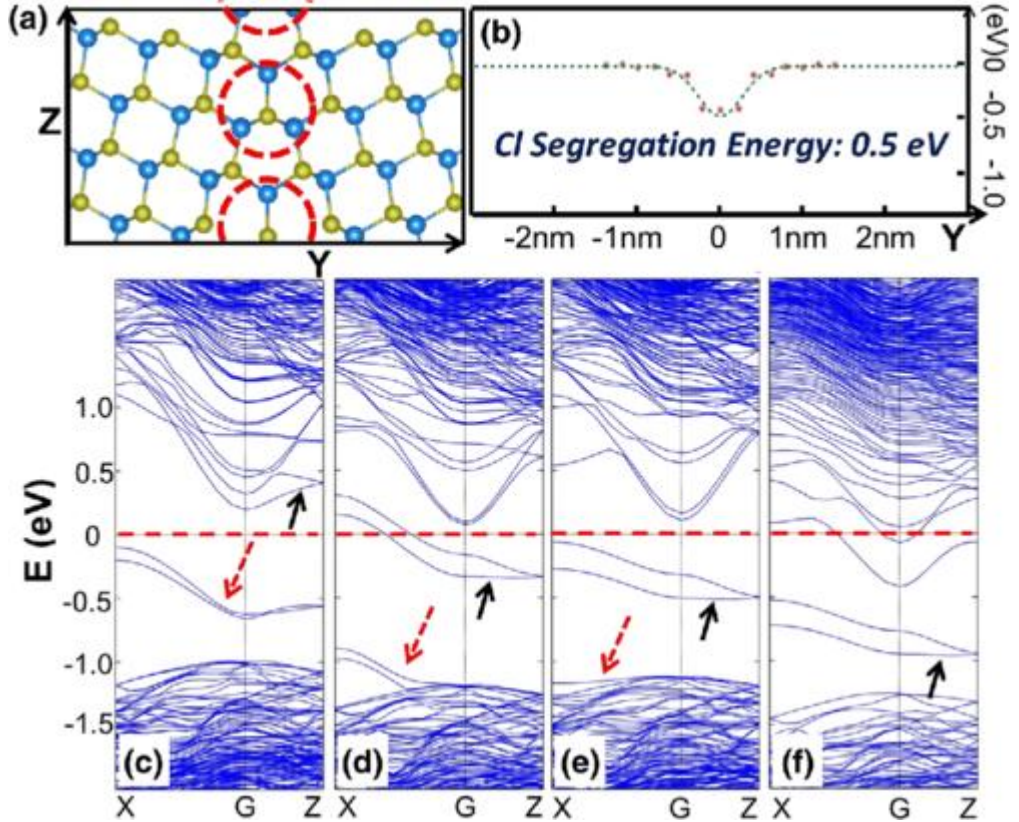 (a)
Z
Y
(b)
(eV)
0
-0.5
-1.0
Cl Segregation Energy: 0.5 eV
-2nm -1nm 0 1nm 2nm Y
E (eV)
1.0
0.5
0
-0.5
-1.0
-1.5
(c) (d) (e) (f)
X G Z X G Z X G Z X G Z